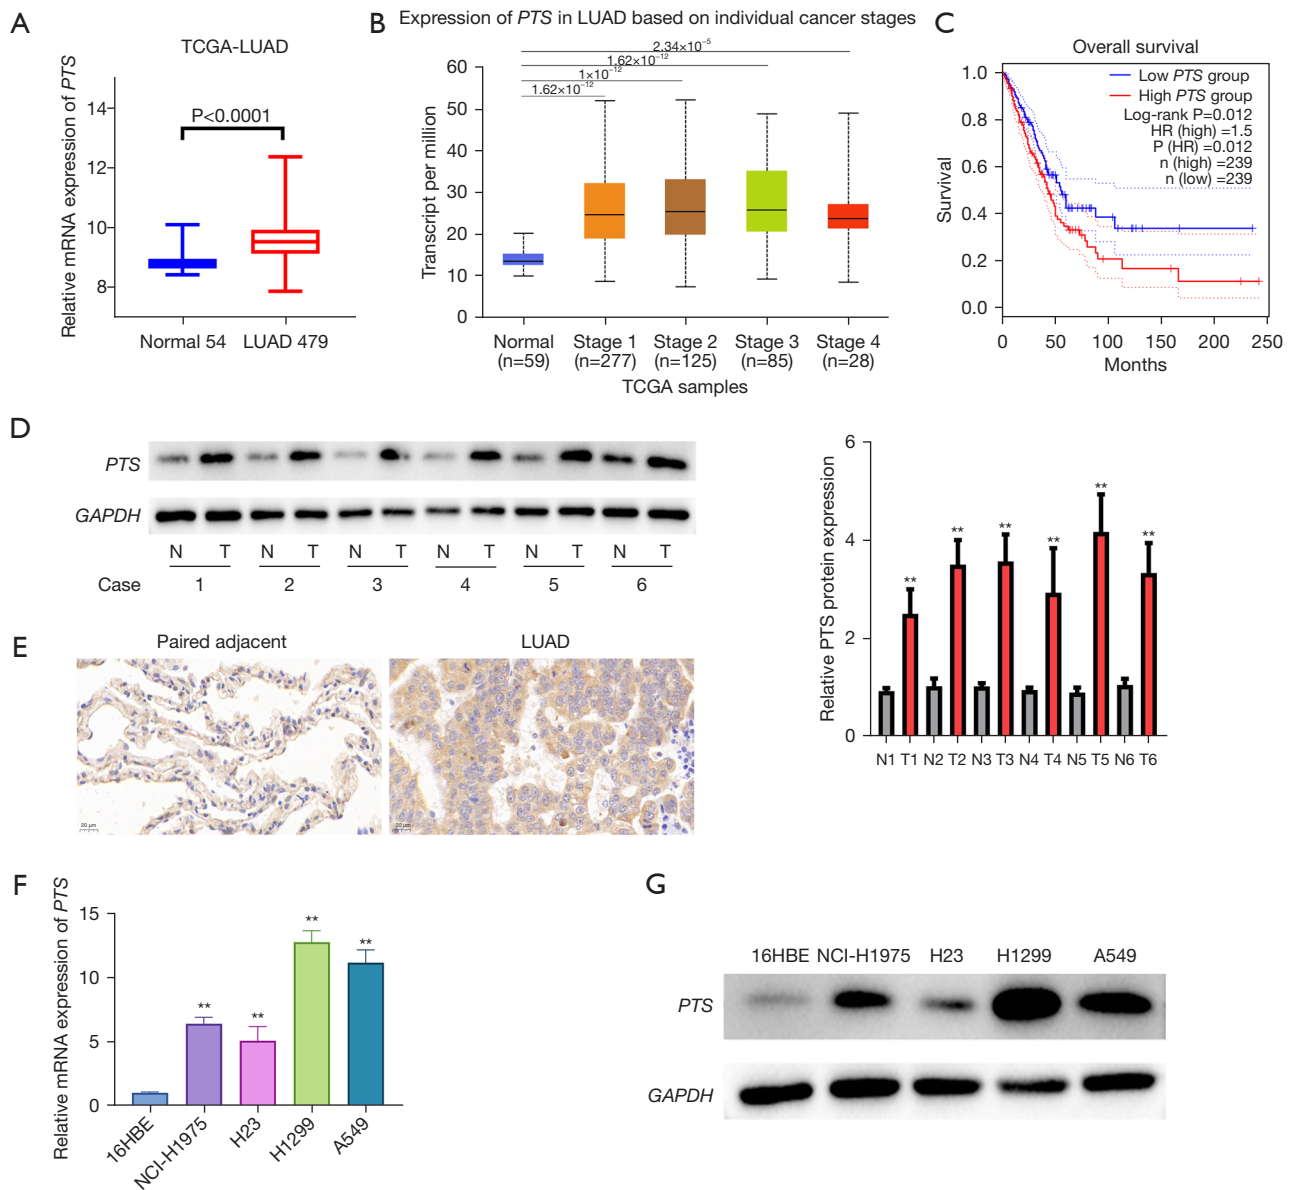 A
TCGA-LUAD
Relative mRNA expression of PTS
14
12
10
8
P<0.0001
Normal 54
LUAD 479
B
Expression of PTS in LUAD based on individual cancer stages
2.34×10⁻⁵
1.62×10⁻¹²
1×10⁻¹²
1.62×10⁻¹²
Transcript per million
60
50
40
30
20
10
0
Normal Stage 1 Stage 2 Stage 3 Stage 4
(n=59) (n=277) (n=125) (n=85) (n=28)
TCGA samples
C
Overall survival
Low PTS group
High PTS group
Log-rank P=0.012
HR (high) =1.5
P (HR) =0.012
n (high) =239
n (low) =239
Survival
1.0
0.8
0.6
0.4
0.2
0.0
0 50 100 150 200 250
Months
D
PTS
GAPDH
N T N T N T N T N T N T
Case 1 2 3 4 5 6
Relative PTS protein expression
6
4
2
0
** ** ** ** ** **
N1 T1 N2 T2 N3 T3 N4 T4 N5 T5 N6 T6
E
Paired adjacent
LUAD
20 μm
20 μm
F
Relative mRNA expression of PTS
15
10
5
0
** ** ** **
16HBE
NCI-H1975
H23
H1299
A549
G
16HBE NCI-H1975 H23 H1299 A549
PTS
GAPDH